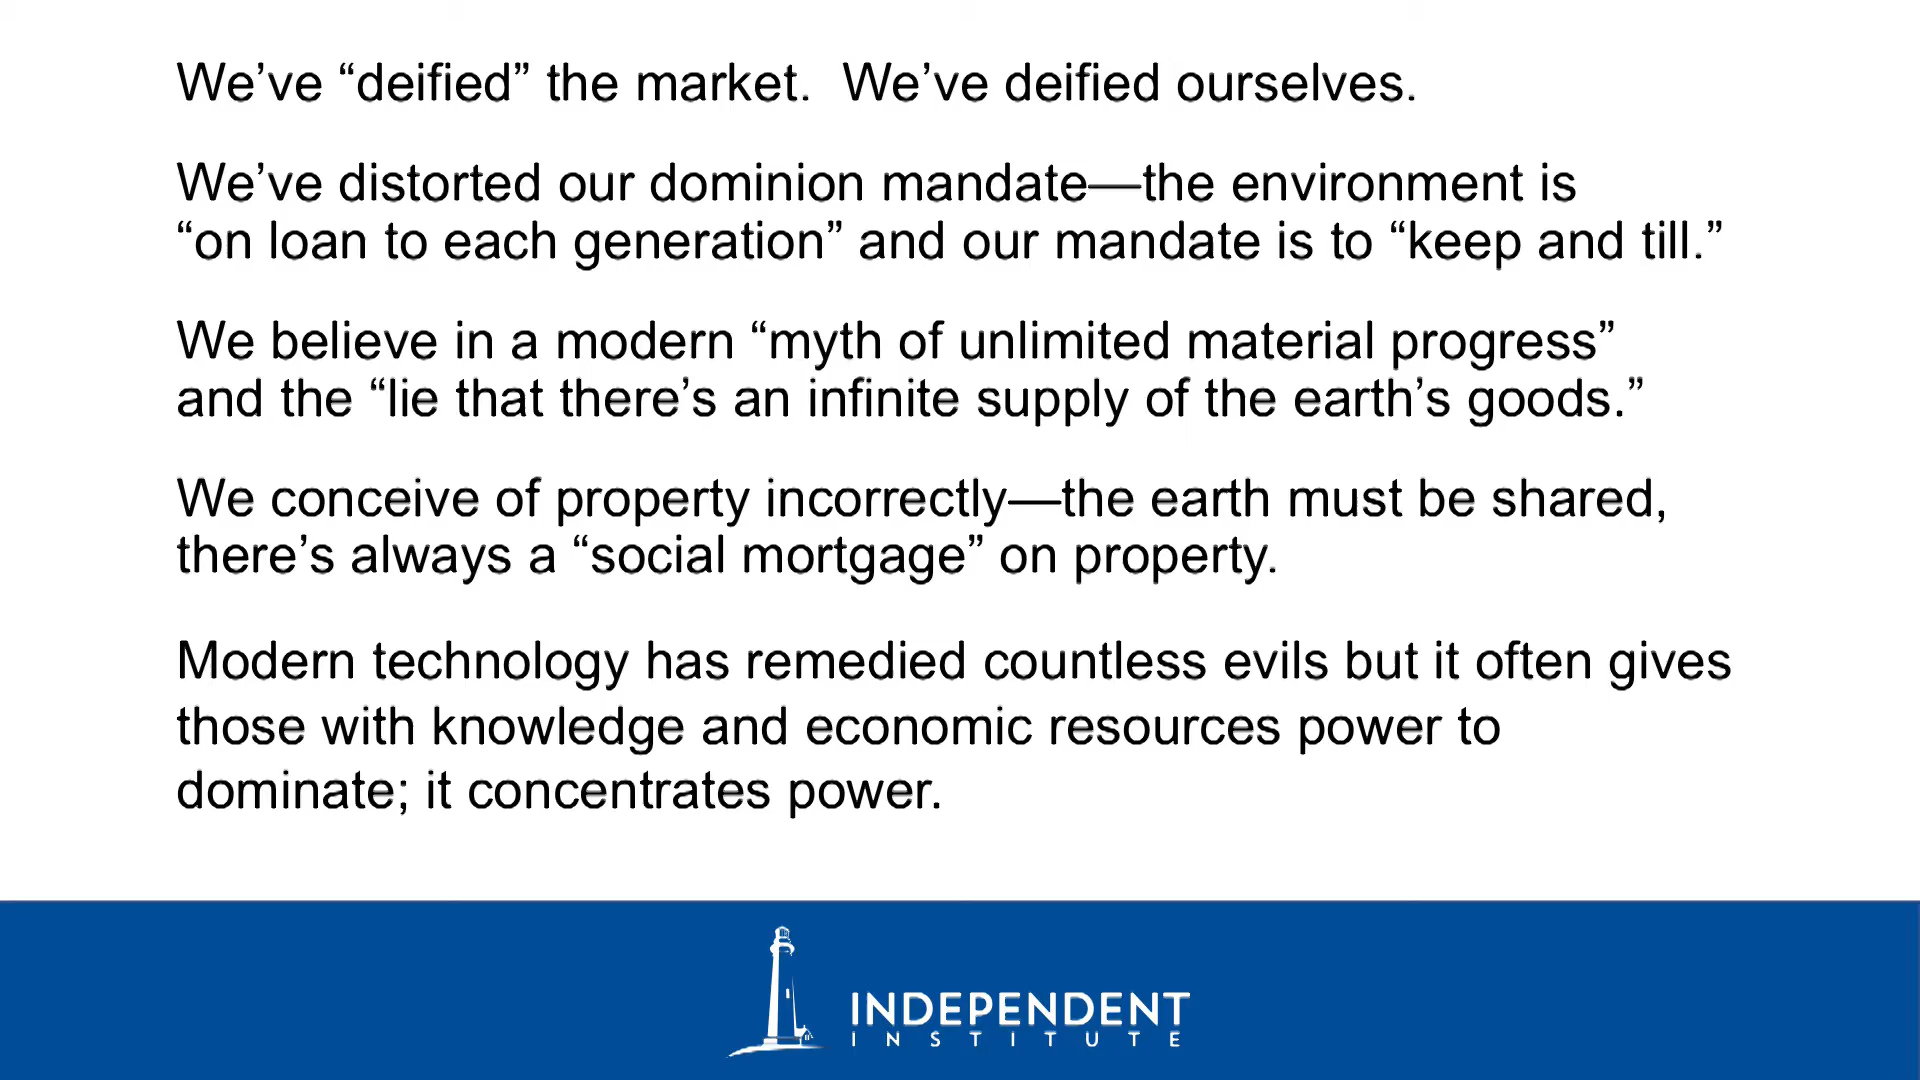 We’ve “deified” the market.  We’ve deified ourselves.
We’ve distorted our dominion mandate—the environment is
“on loan to each generation” and our mandate is to “keep and till.”
We believe in a modern “myth of unlimited material progress”
and the “lie that there’s an infinite supply of the earth’s goods.”
We conceive of property incorrectly—the earth must be shared,
there’s always a “social mortgage” on property.
Modern technology has remedied countless evils but it often gives
those with knowledge and economic resources power to
dominate; it concentrates power.
INDEPENDENT
INSTITUTE